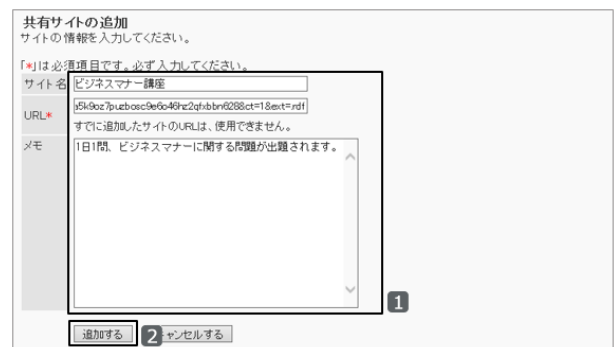 共有サイトの追加
サイトの情報を入力してください。
「*」は必須項目です。必ず入力してください。
サイト名 ビジネスマナー講座
URL* s5k9oz7puzbosc9e6o46hz2qfxbbn628&ct=1&ext=.rdf
すでに追加したサイトのURLは、使用できません。
メモ 1日1問、ビジネスマナーに関する問題が出題されます。
1
追加する 2 ャンセルする